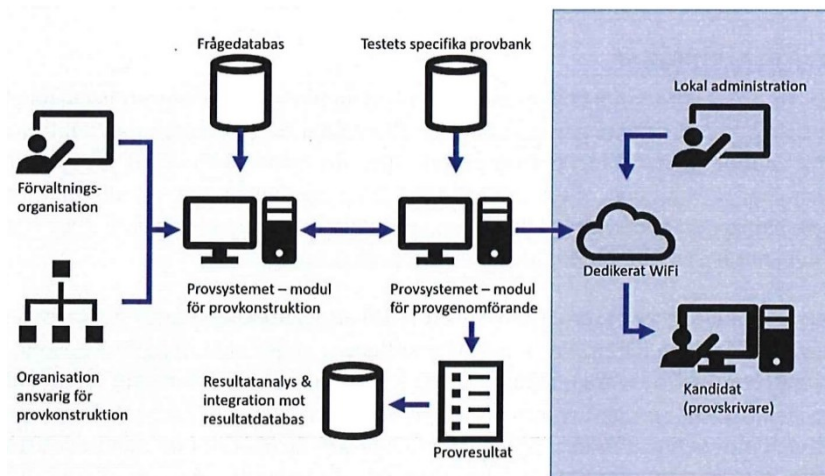 Frågedatabas
Testets specifika provbank
Lokal administration
Förvaltnings-
organisation
Dedikerat WiFi
Provsystemet – modul
för provkonstruktion
Provsystemet – modul
för provgenomförande
Organisation
ansvarig för
provkonstruktion
Resultatanalys &
integration mot
resultatdatabas
Provresultat
Kandidat
(provskrivare)